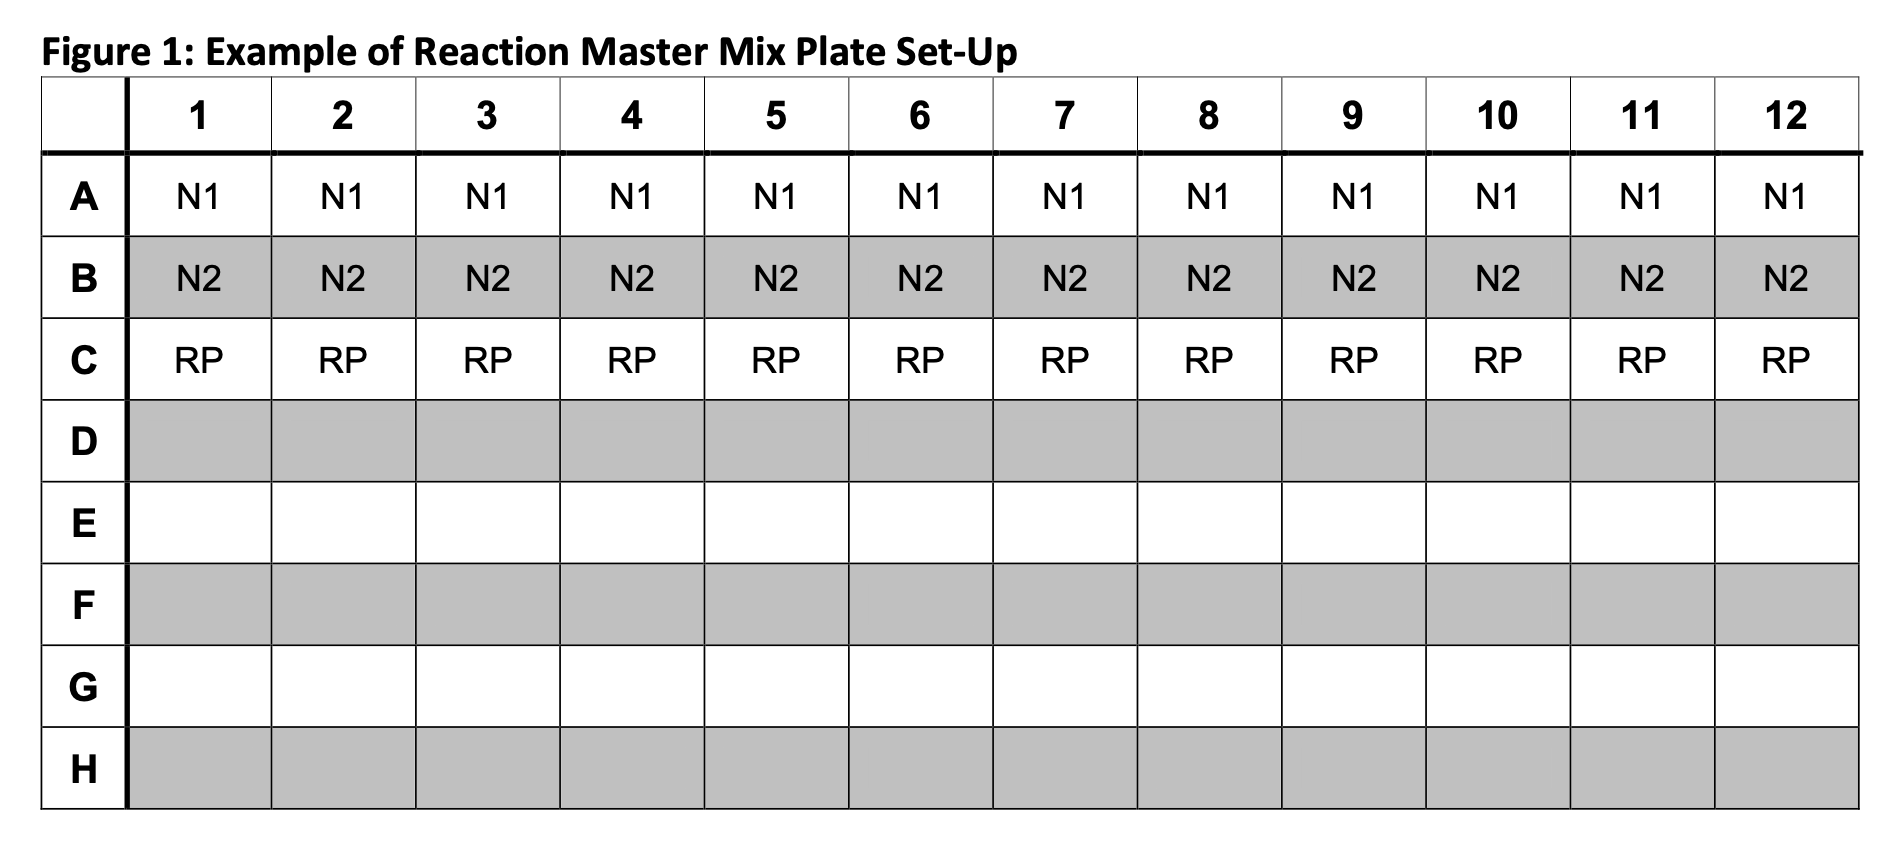 Figure 1: Example of Reaction Master Mix Plate Set-Up
1 2 3 4 5 6 7 8 9 10 11 12
A N1 N1 N1 N1 N1 N1 N1 N1 N1 N1 N1 N1
B N2 N2 N2 N2 N2 N2 N2 N2 N2 N2 N2 N2
C RP RP RP RP RP RP RP RP RP RP RP RP
D
E
F
G
H